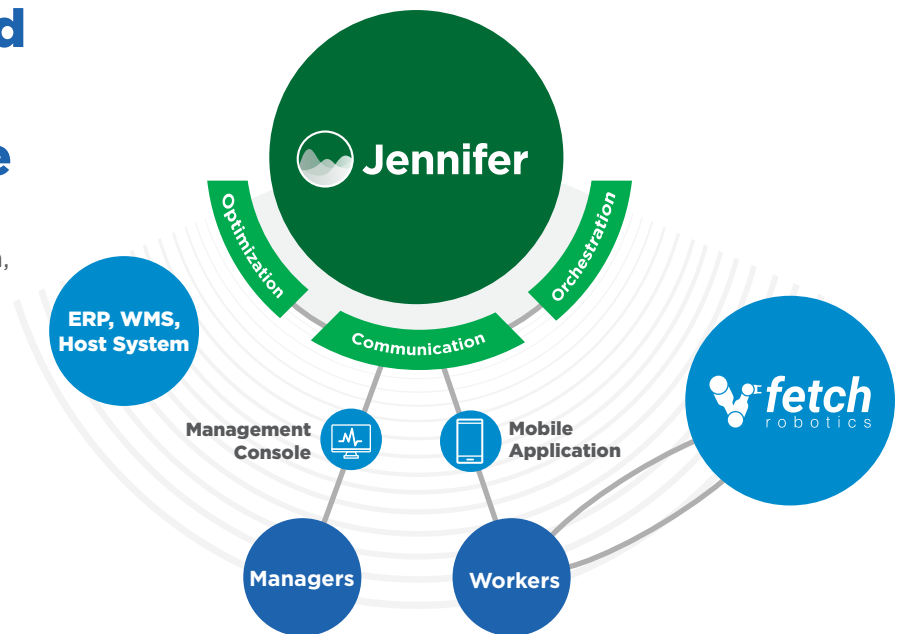 d
e
,
Jennifer
Optimization
Communication
Orchestration
ERP, WMS,
Host System
fetch
robotics
Management
Console
Mobile
Application
Managers
Workers